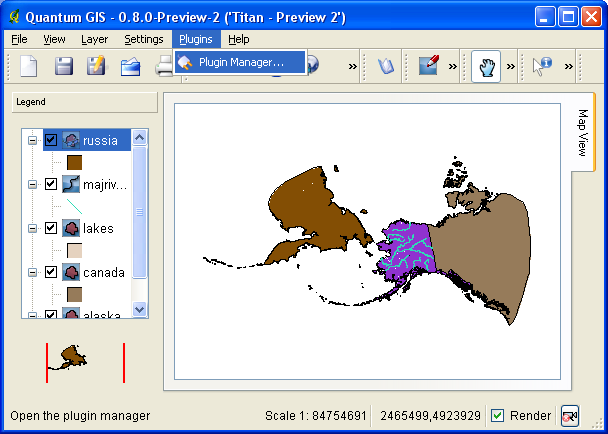 Quantum GIS - 0.8.0-Preview-2 ('Titan - Preview 2')
File View Layer Settings Plugins Help
Plugin Manager...
Legend
russia
majriv...
lakes
canada
alaska
Map View
Open the plugin manager Scale 1: 84754691 2465499,4923929 Render